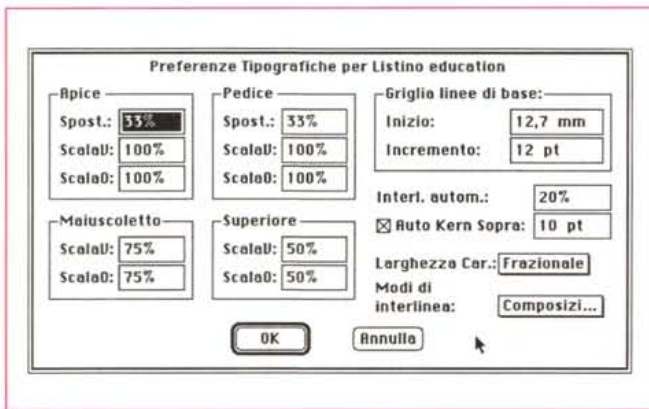 Preferenze Tipografiche per Listino education
Apice
Spost.: 33%
ScalaV: 100%
ScalaO: 100%
Pedice
Spost.: 33%
ScalaV: 100%
ScalaO: 100%
Griglia linee di base:
Inizio: 12,7 mm
Incremento: 12 pt
Maiuscoletto
ScalaV: 75%
ScalaO: 75%
Superiore
ScalaV: 50%
ScalaO: 50%
Interl. autom.: 20%
Auto Kern Sopra: 10 pt
Larghezza Car.: Frazionale
Modi di
interlinea: Composizi...
OK Annulla